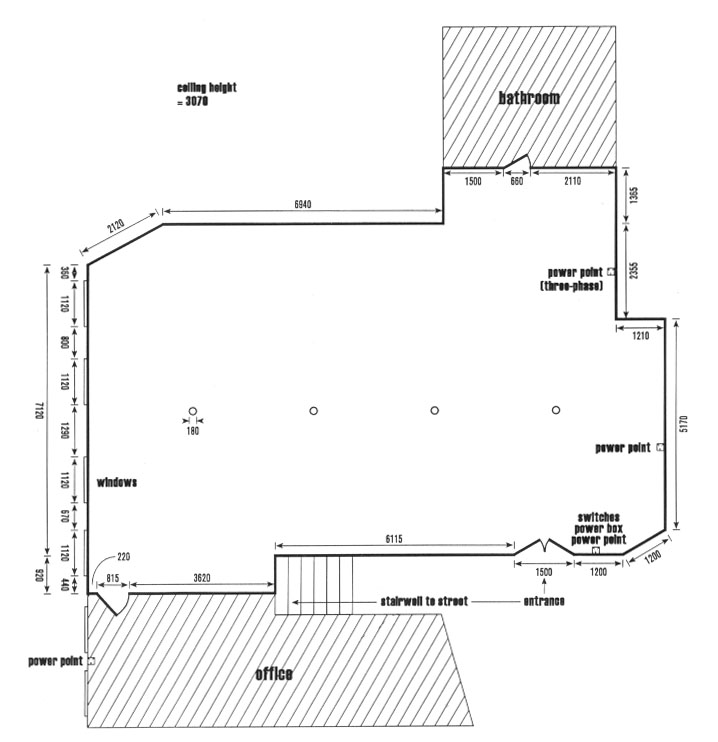 ceiling height
= 3070
bathroom
1500
660
2110
1365
6940
2120
2355
power point
(three-phase)
1210
360
1120
800
1120
1290
1120
670
1120
440
7120
920
180
5170
power point
windows
switches
power box
power point
6115
220
815
3620
1500
1200
1200
stairwell to street
entrance
power point
office